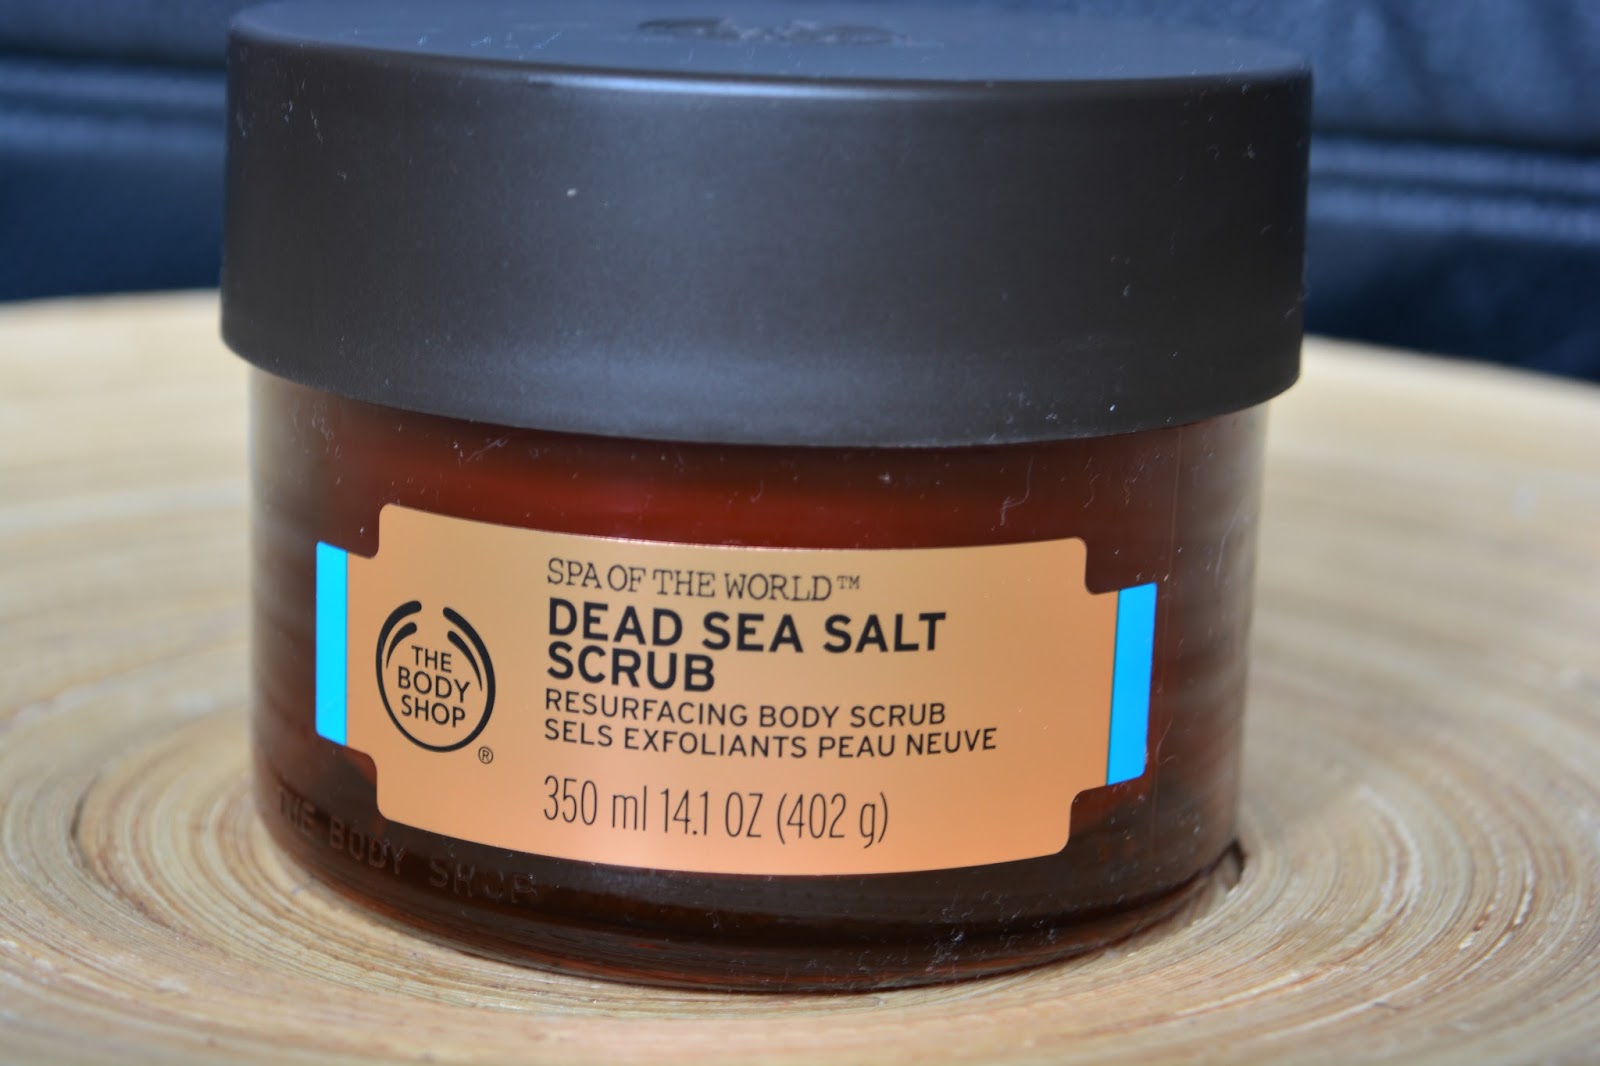 SPA OF THE WORLD™
DEAD SEA SALT
SCRUB
RESURFACING BODY SCRUB
SELS EXFOLIANTS PEAU NEUVE
350 ml 14.1 OZ (402 g)
THE
BODY
SHOP
®
THE BODY SHOP